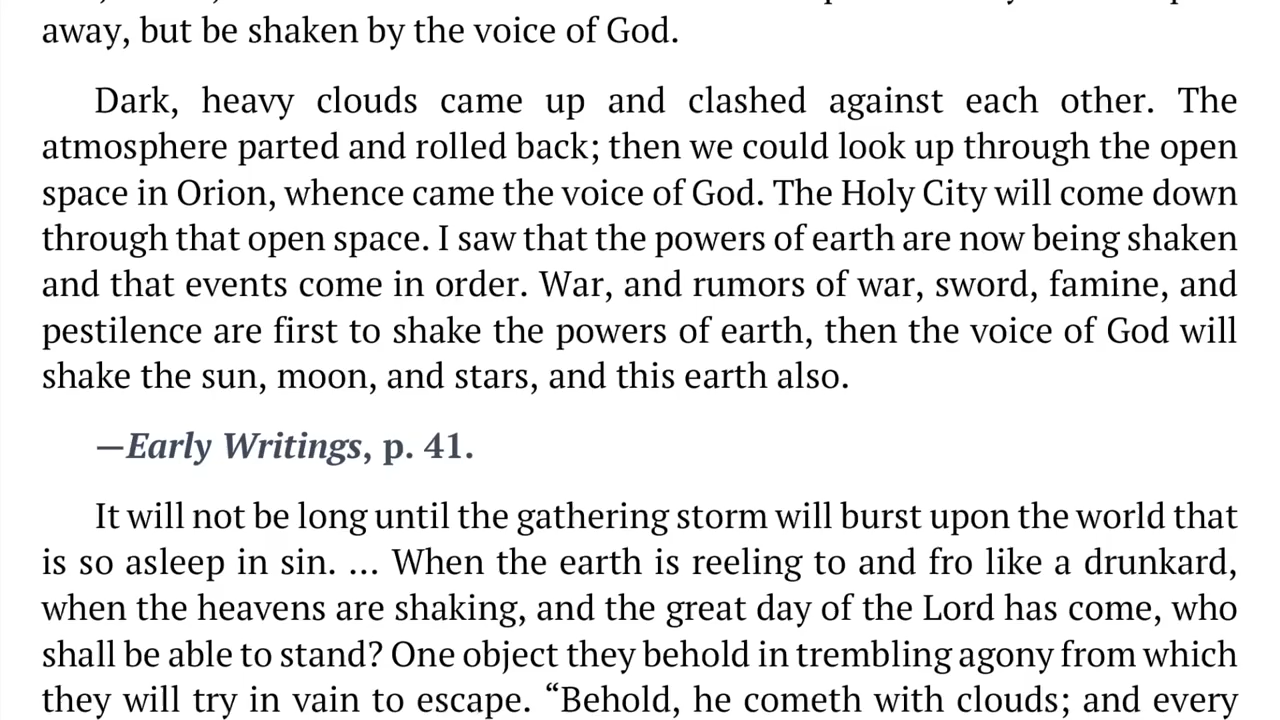 away, but be shaken by the voice of God.
Dark, heavy clouds came up and clashed against each other. The
atmosphere parted and rolled back; then we could look up through the open
space in Orion, whence came the voice of God. The Holy City will come down
through that open space. I saw that the powers of earth are now being shaken
and that events come in order. War, and rumors of war, sword, famine, and
pestilence are first to shake the powers of earth, then the voice of God will
shake the sun, moon, and stars, and this earth also.
—Early Writings, p. 41.
It will not be long until the gathering storm will burst upon the world that
is so asleep in sin. ... When the earth is reeling to and fro like a drunkard,
when the heavens are shaking, and the great day of the Lord has come, who
shall be able to stand? One object they behold in trembling agony from which
they will try in vain to escape. “Behold, he cometh with clouds; and every